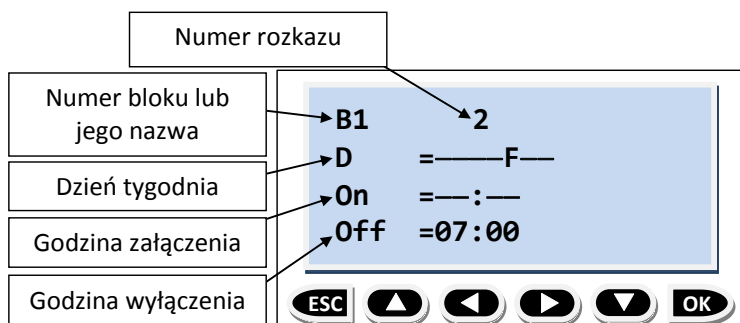 Numer rozkazu
Numer bloku lub
jego nazwa
Dzień tygodnia
Godzina załączenia
Godzina wyłączenia
B1 2
D =––––F––
On =––:––
Off =07:00
ESC
OK